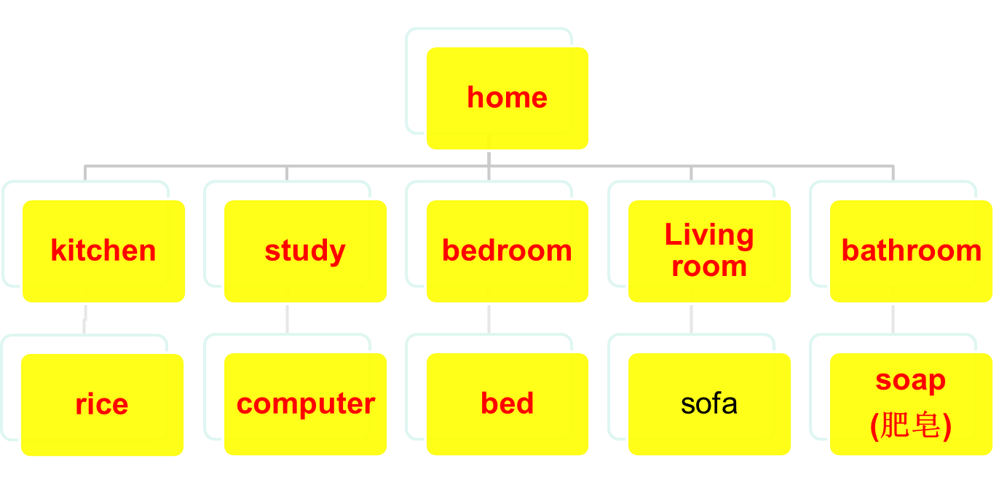 home
kitchen
study
bedroom
Living
room
bathroom
rice
computer
bed
sofa
soap
(肥皂)